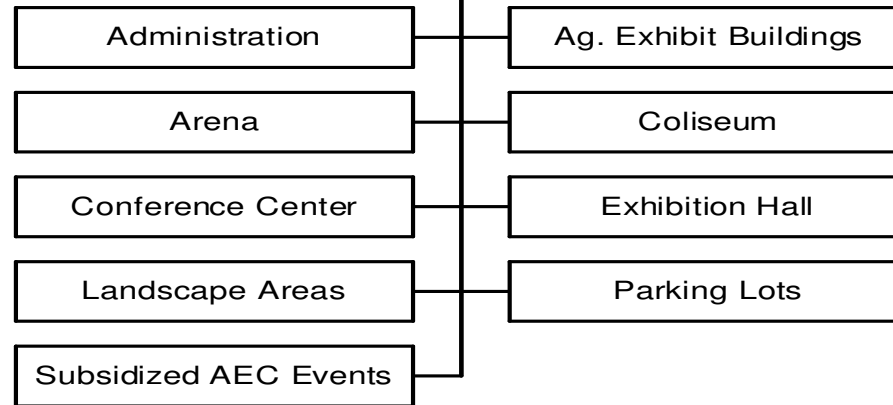 Administration
Ag. Exhibit Buildings
Arena
Coliseum
Conference Center
Exhibition Hall
Landscape Areas
Parking Lots
Subsidized AEC Events